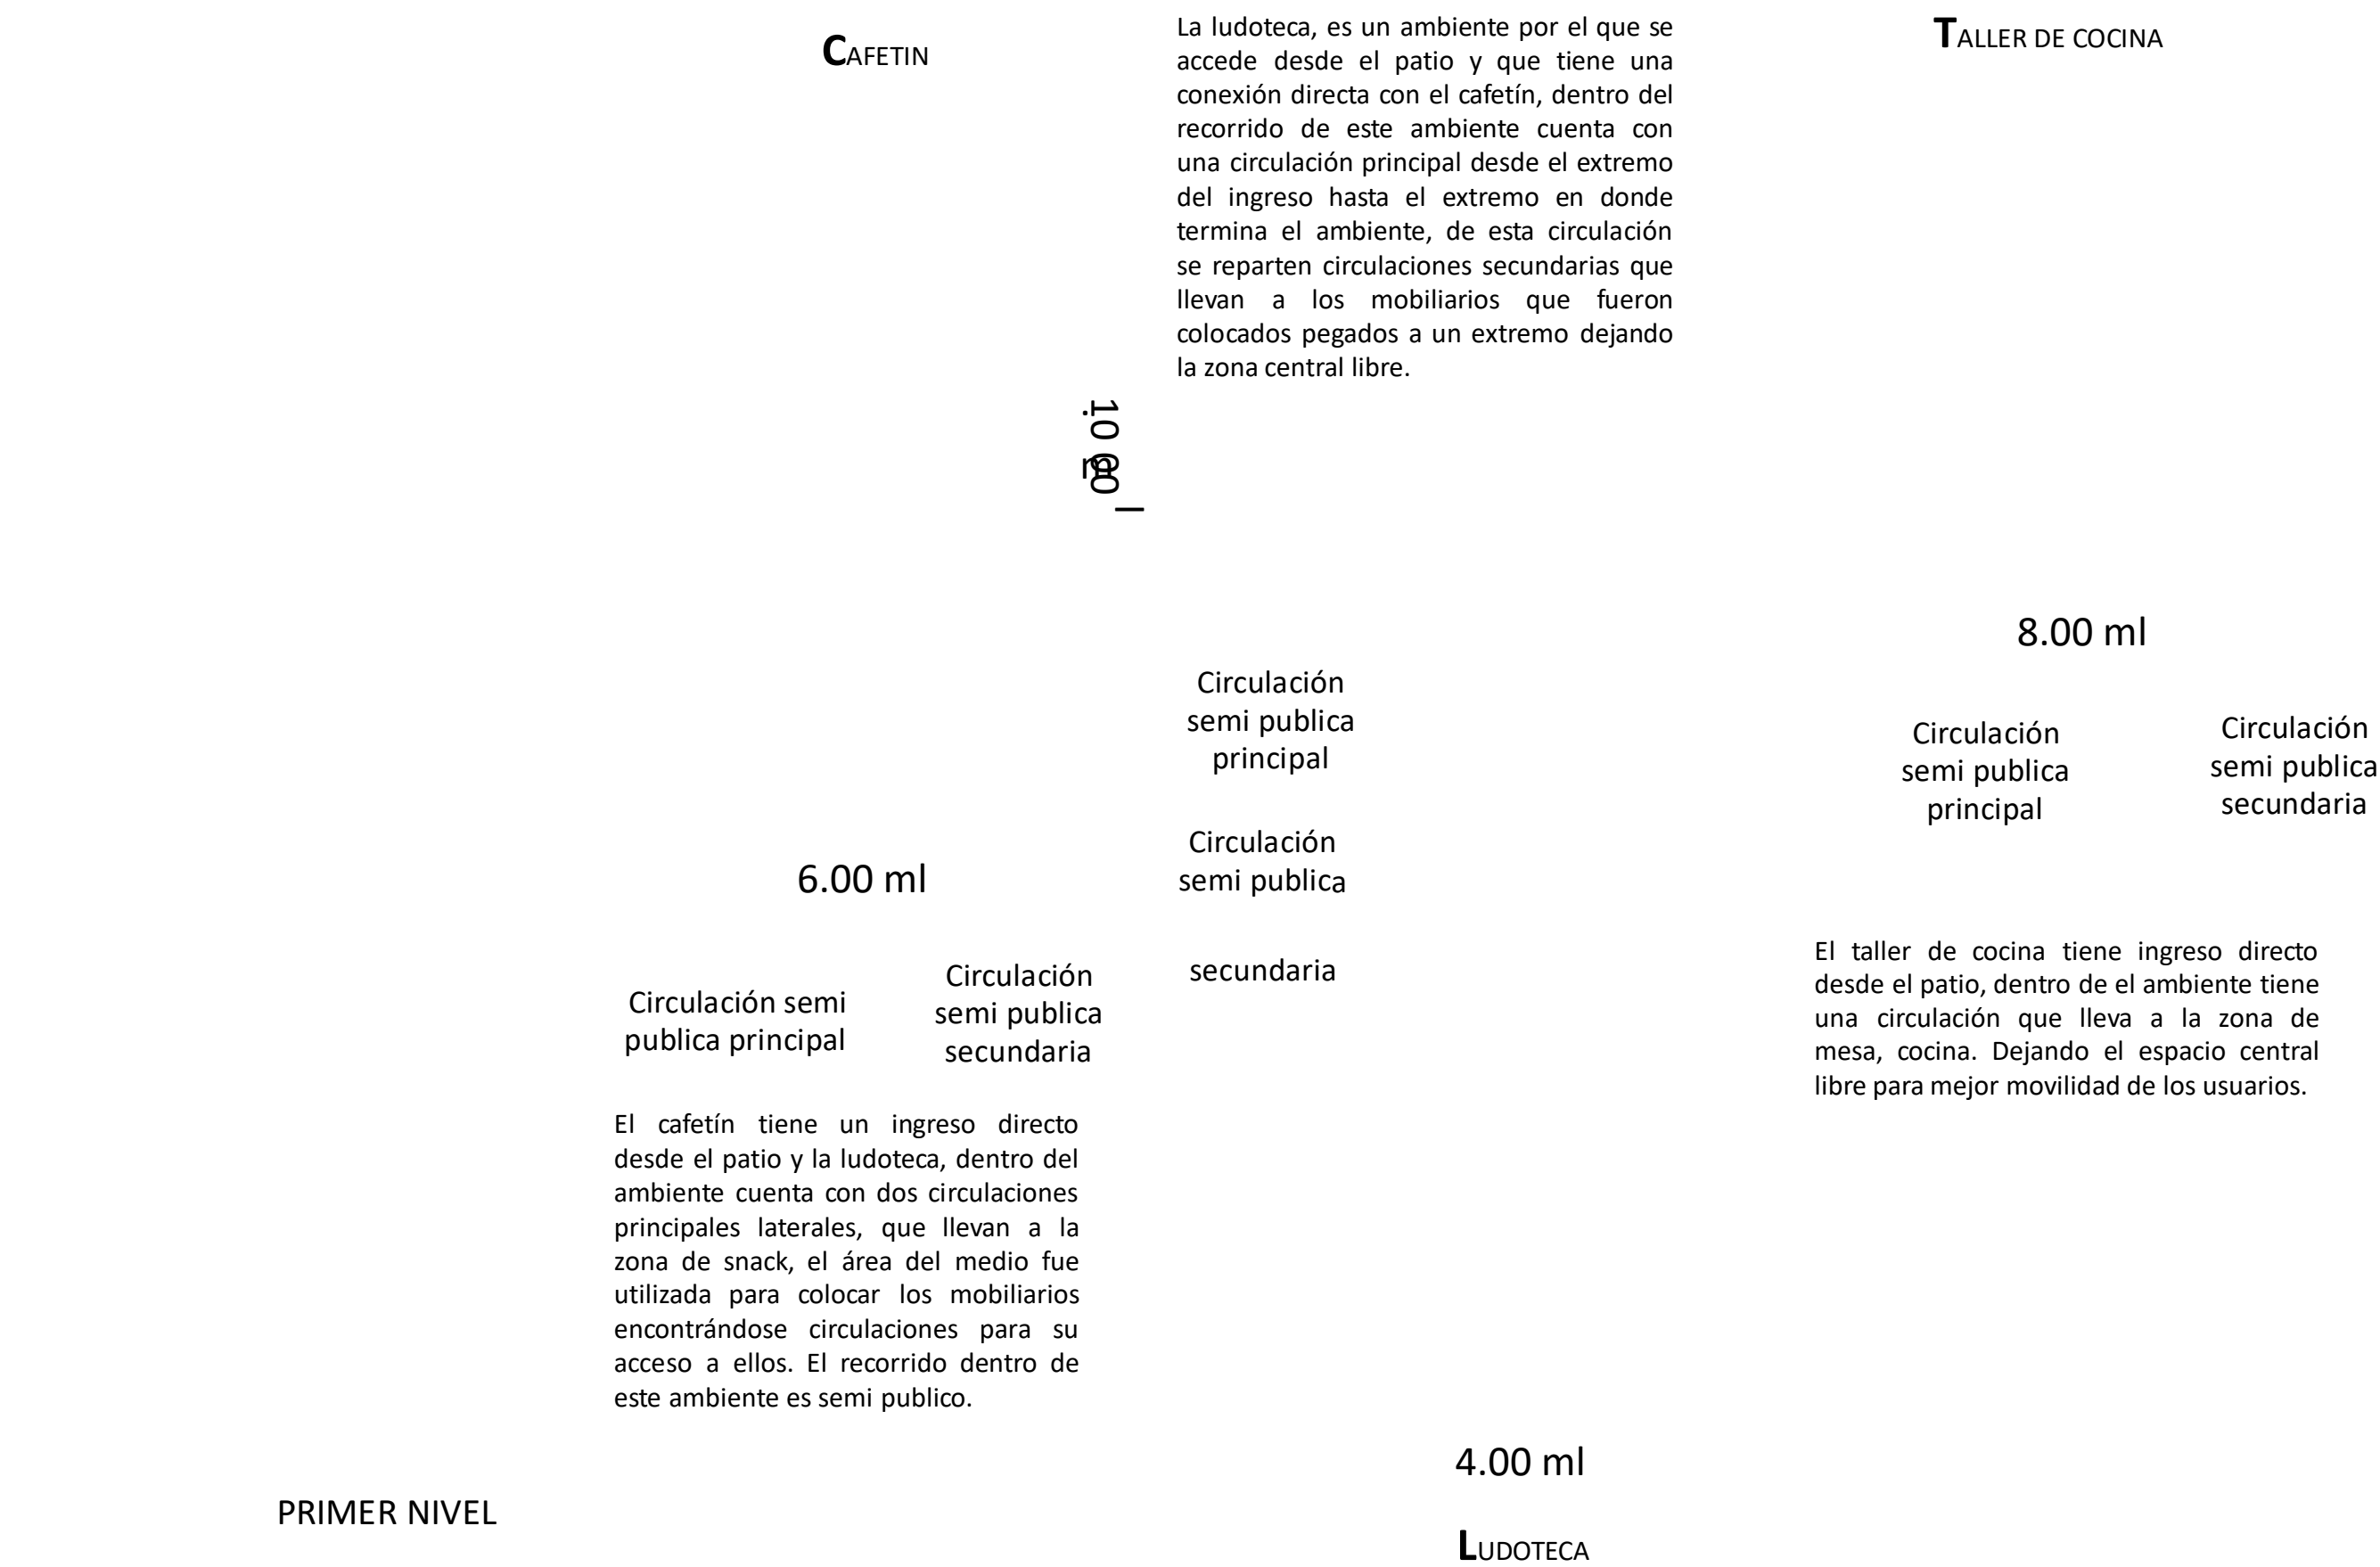 CAFETIN
10.00 ml
6.00 ml
Circulación semi
publica principal
Circulación
semi publica
secundaria
El cafetín tiene un ingreso directo
desde el patio y la ludoteca, dentro del
ambiente cuenta con dos circulaciones
principales laterales, que llevan a la
zona de snack, el área del medio fue
utilizada para colocar los mobiliarios
encontrándose circulaciones para su
acceso a ellos. El recorrido dentro de
este ambiente es semi publico.
PRIMER NIVEL
La ludoteca, es un ambiente por el que se
accede desde el patio y que tiene una
conexión directa con el cafetín, dentro del
recorrido de este ambiente cuenta con
una circulación principal desde el extremo
del ingreso hasta el extremo en donde
termina el ambiente, de esta circulación
se reparten circulaciones secundarias que
llevan a los mobiliarios que fueron
colocados pegados a un extremo dejando
la zona central libre.
Circulación
semi publica
principal
Circulación
semi publica
secundaria
4.00 ml
LUDOTECA
TALLER DE COCINA
8.00 ml
Circulación
semi publica
principal
Circulación
semi publica
secundaria
El taller de cocina tiene ingreso directo
desde el patio, dentro de el ambiente tiene
una circulación que lleva a la zona de
mesa, cocina. Dejando el espacio central
libre para mejor movilidad de los usuarios.